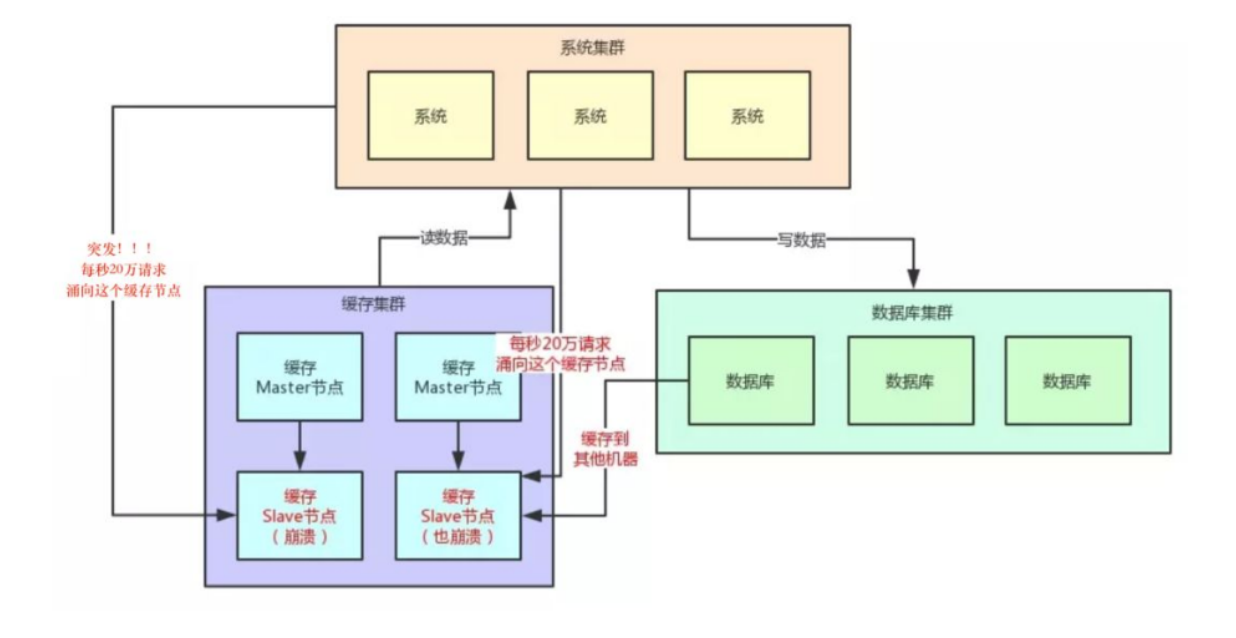 系统集群
系统
系统
系统
读数据
写数据
突发！！！
每秒20万请求
涌向这个缓存节点
缓存集群
缓存
Master节点
缓存
Master节点
每秒20万请求
涌向这个缓存节点
缓存
Slave节点
（崩溃）
缓存
Slave节点
（也崩溃）
缓存到
其他机器
数据库集群
数据库
数据库
数据库